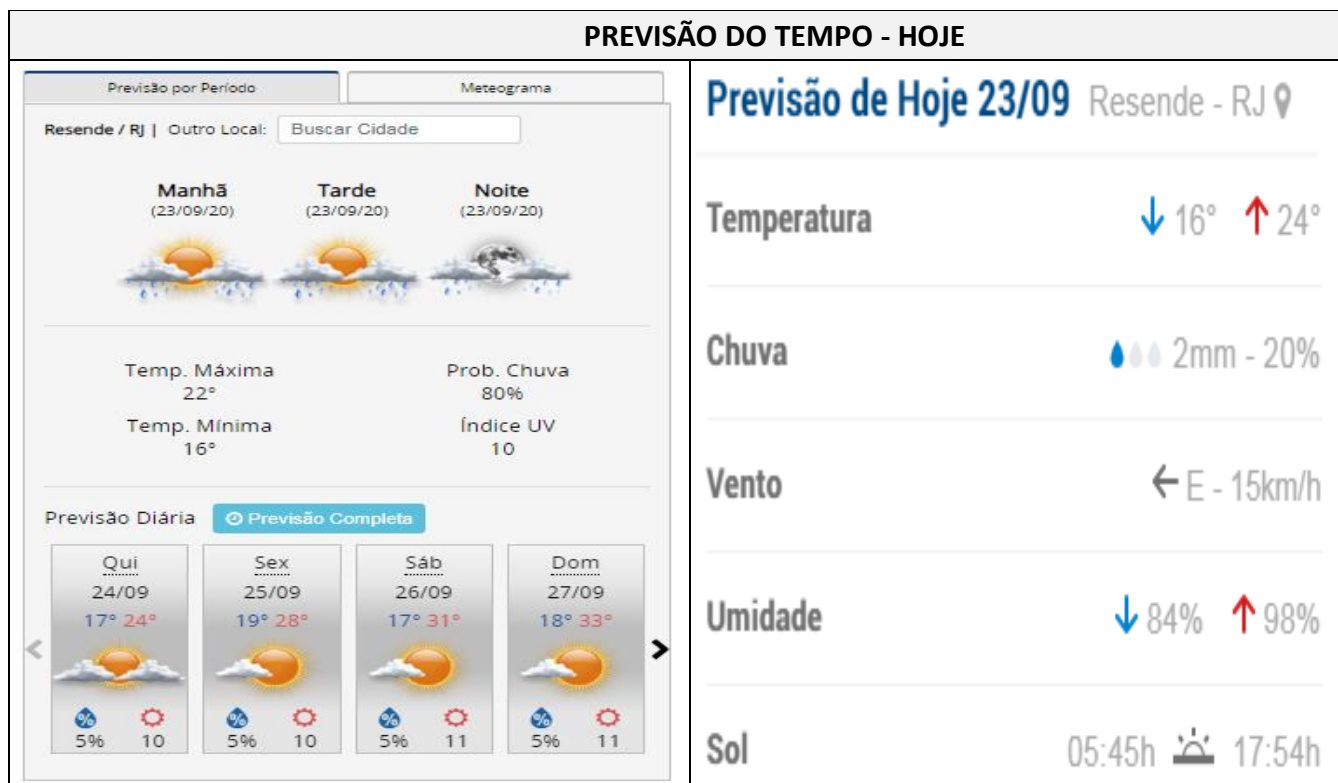 PREVISÃO DO TEMPO - HOJE
Previsão por Período Meteograma
Resende / RJ | Outro Local: Buscar Cidade
Manhã Tarde Noite
(23/09/20) (23/09/20) (23/09/20)
Temp. Máxima Prob. Chuva
22° 80%
Temp. Mínima Índice UV
16° 10
Previsão Diária Previsão Completa
Qui Sex Sáb Dom
24/09 25/09 26/09 27/09
17° 24° 19° 28° 17° 31° 18° 33°
% % % %
5% 10 5% 10 5% 11 5% 11
Previsão de Hoje 23/09 Resende - RJ
Temperatura ↓ 16° ↑ 24°
Chuva 2mm - 20%
Vento ← E - 15km/h
Umidade ↓ 84% ↑ 98%
Sol 05:45h 17:54h